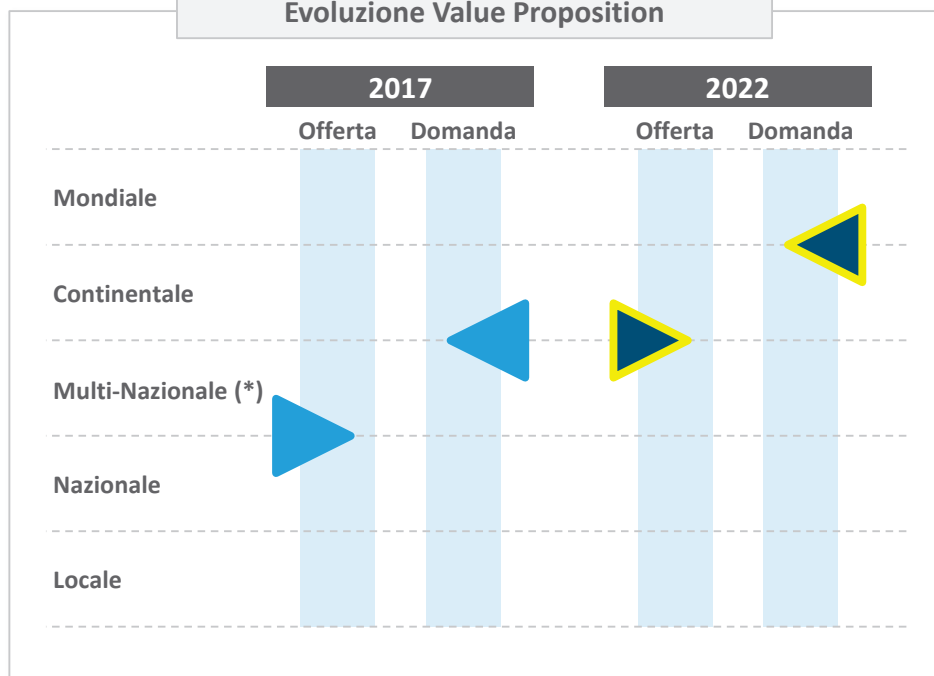 Evoluzione Value Proposition
2017 2022
Offerta Domanda Offerta Domanda
Mondiale
Continentale
Multi-Nazionale (*)
Nazionale
Locale